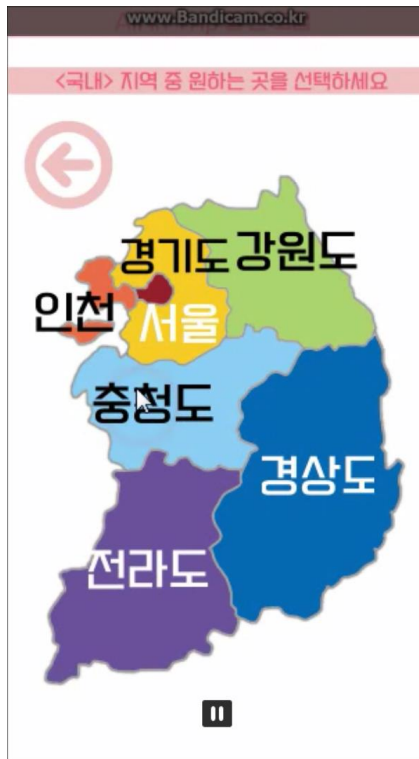 www.Bandicam.co.kr
<국내> 지역 중 원하는 곳을 선택하세요
경기도
강원도
인천
서울
충청도
경상도
전라도